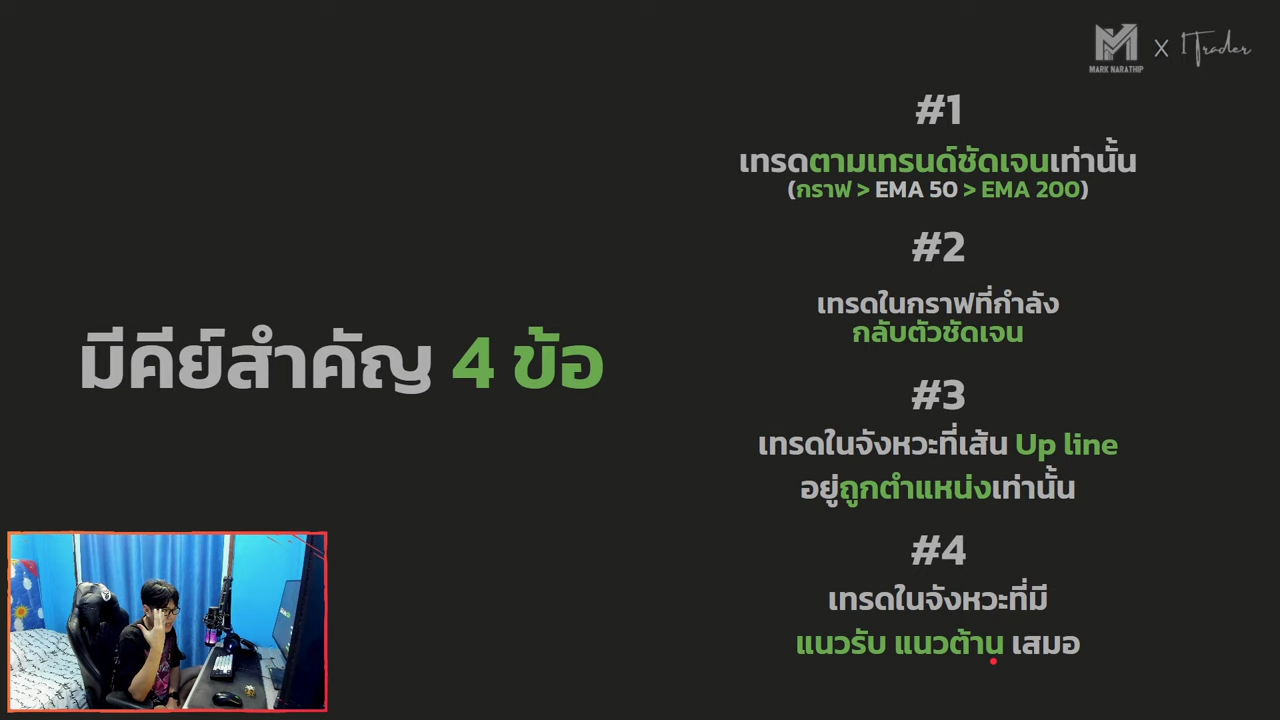 MARK NARATHIP
X
1Trader
มีคีย์สำคัญ 4 ข้อ
#1
เทรดตามเทรนด์ชัดเจนเท่านั้น
(กราฟ > EMA 50 > EMA 200)
#2
เทรดในกราฟที่กำลัง
กลับตัวชัดเจน
#3
เทรดในจังหวะที่เส้น Up line
อยู่ถูกตำแหน่งเท่านั้น
#4
เทรดในจังหวะที่มี
แนวรับ แนวต้าน เสมอ